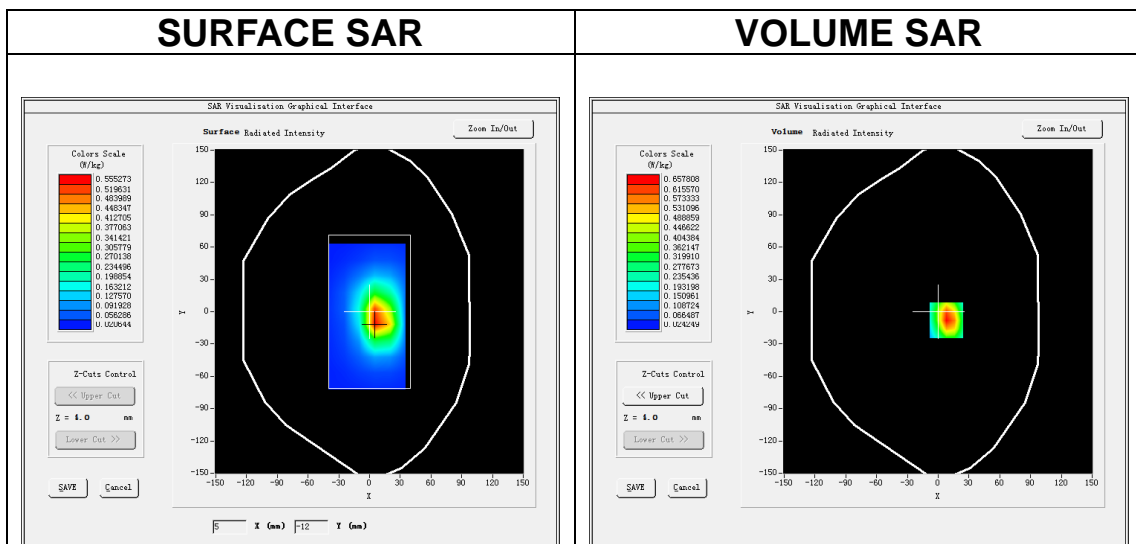 SURFACE SAR
VOLUME SAR
SAR Visualisation Graphical Interface
Surface Radiated Intensity
Zoom In/Out
Colors Scale
(W/kg)
0.555273
0.519631
0.483989
0.448347
0.412705
0.377063
0.341421
0.305779
0.270138
0.234496
0.198854
0.163212
0.127570
0.091928
0.056286
0.020644
Z-Cuts Control
<< Upper Cut
Z = 4.0 mm
Lower Cut >>
SAVE
Cancel
150
120
90
60
30
0
-30
-60
-90
-120
-150
Y
-150 -120 -90 -60 -30 0 30 60 90 120 150
X
5 X (mm) -12 Y (mm)
SAR Visualisation Graphical Interface
Volume Radiated Intensity
Zoom In/Out
Colors Scale
(W/kg)
0.657808
0.615570
0.573333
0.531096
0.488859
0.446622
0.404384
0.362147
0.319910
0.277673
0.235436
0.193198
0.150961
0.108724
0.066487
0.024249
Z-Cuts Control
<< Upper Cut
Z = 4.0 mm
Lower Cut >>
SAVE
Cancel
150
120
90
60
30
0
-30
-60
-90
-120
-150
Y
-150 -120 -90 -60 -30 0 30 60 90 120 150
X